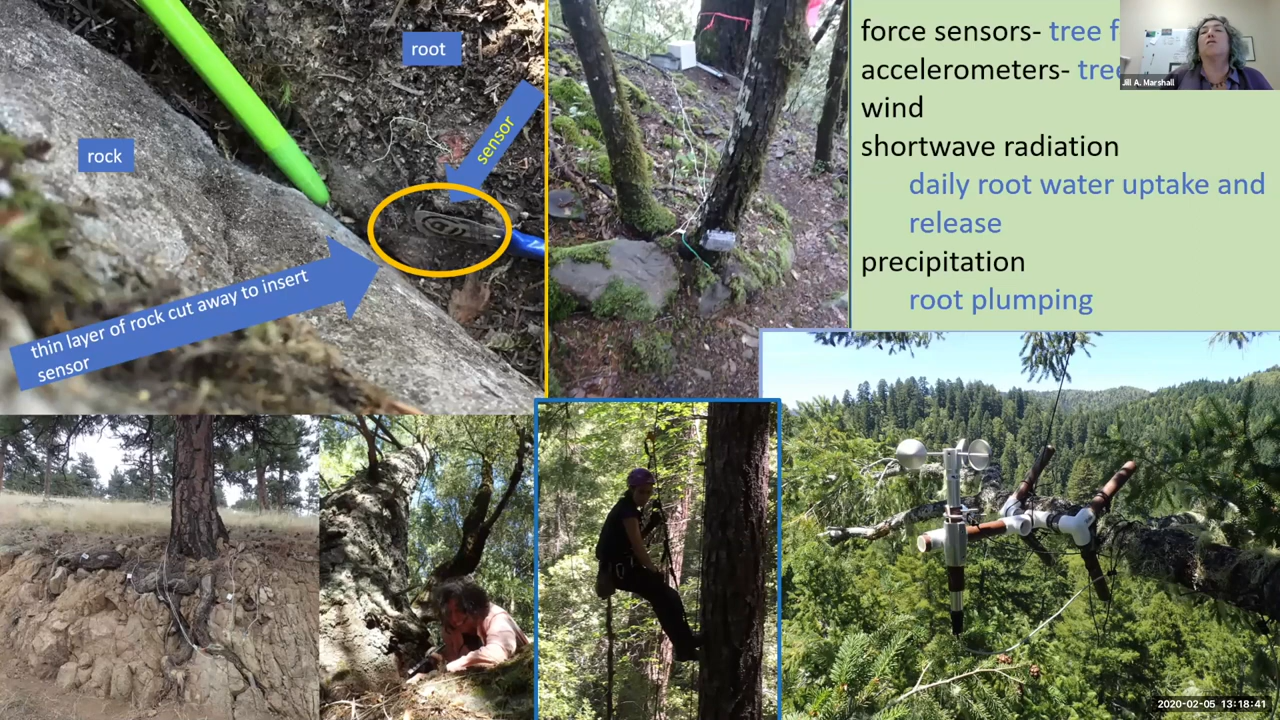 root
sensor
rock
thin layer of rock cut away to insert
sensor
force sensors- tree f
accelerometers- tree
wind
shortwave radiation
daily root water uptake and
release
precipitation
root plumping
Jill A. Marshall
2020-02-05 13:18:41